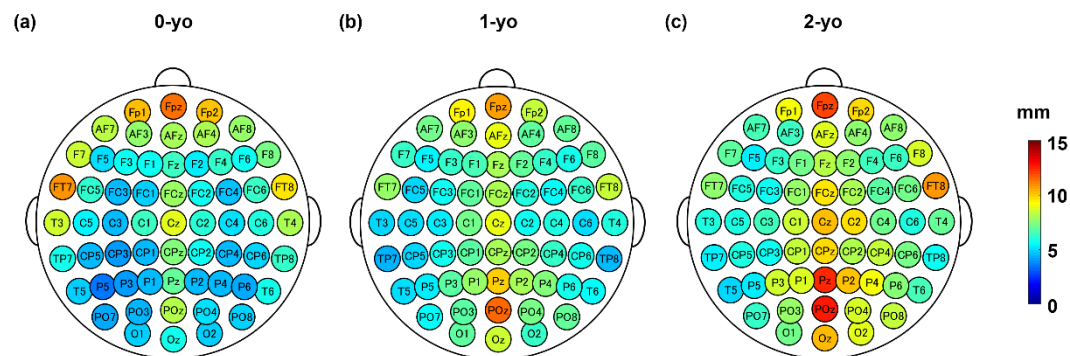 (a) 0-yo (b) 1-yo (c) 2-yo
Fp1 Fpz Fp2
AF7 AF3 AFz AF4 AF8
F7 F5 F3 F1 Fz F2 F4 F6 F8
FT7 FC5 FC3 FC1 FCz FC2 FC4 FC6 FT8
T3 C5 C3 C1 Cz C2 C4 C6 T4
TP7 CP5 CP3 CP1 CPz CP2 CP4 CP6 TP8
T5 P5 P3 P1 Pz P2 P4 P6 T6
PO7 PO3 POz PO4 PO8
O1 Oz O2
Fp1 Fpz Fp2
AF7 AF3 AFz AF4 AF8
F7 F5 F3 F1 Fz F2 F4 F6 F8
FT7 FC5 FC3 FC1 FCz FC2 FC4 FC6 FT8
T3 C5 C3 C1 Cz C2 C4 C6 T4
TP7 CP5 CP3 CP1 CPz CP2 CP4 CP6 TP8
T5 P5 P3 P1 Pz P2 P4 P6 T6
PO7 PO3 POz PO4 PO8
O1 Oz O2
Fp1 Fpz Fp2
AF7 AF3 AFz AF4 AF8
F7 F5 F3 F1 Fz F2 F4 F6 F8
FT7 FC5 FC3 FC1 FCz FC2 FC4 FC6 FT8
T3 C5 C3 C1 Cz C2 C4 C6 T4
TP7 CP5 CP3 CP1 CPz CP2 CP4 CP6 TP8
T5 P5 P3 P1 Pz P2 P4 P6 T6
PO7 PO3 POz PO4 PO8
O1 Oz O2
mm
15
10
5
0